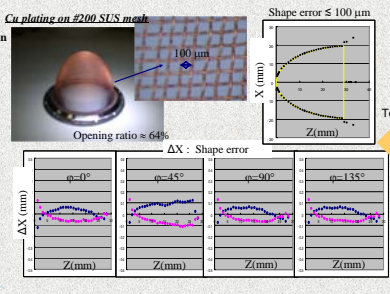 Cu plating on #200 SUS mesh
n
100 μm
Opening ratio ≈ 64%
Shape error ≦ 100 μm
X (mm)
Z(mm)
To
ΔX : Shape error
ΔX (mm)
φ=0°
φ=45°
φ=90°
φ=135°
Z(mm)
Z(mm)
Z(mm)
Z(mm)